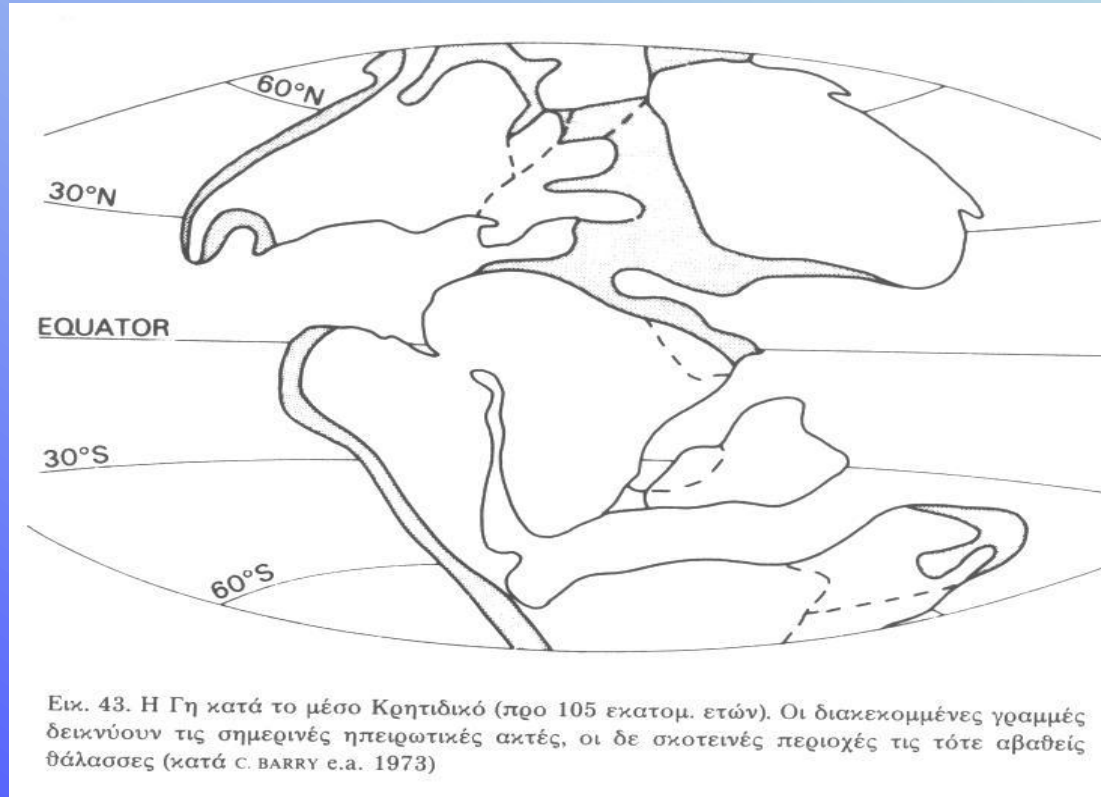 60°N
30°N
EQUATOR
30°S
60°S
Εικ. 43. Η Γη κατά το μέσο Κρητιδικό (προ 105 εκατομ. ετών). Οι διακεκομμένες γραμμές
δεικνύουν τις σημερινές ηπειρωτικές ακτές, οι δε σκοτεινές περιοχές τις τότε αβαθείς
θάλασσες (κατά C. BARRY e.a. 1973)